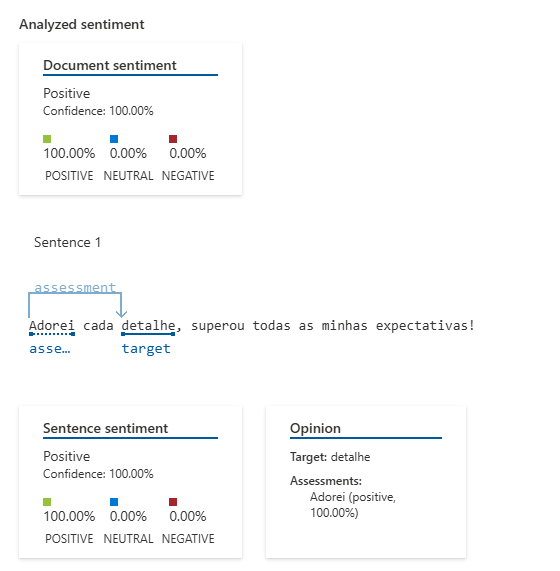 Analyzed sentiment
Document sentiment
Positive
Confidence: 100.00%
100.00% 0.00% 0.00%
POSITIVE NEUTRAL NEGATIVE
Sentence 1
assessment
Adorei cada detalhe, superou todas as minhas expectativas!
asse… target
Sentence sentiment
Positive
Confidence: 100.00%
100.00% 0.00% 0.00%
POSITIVE NEUTRAL NEGATIVE
Opinion
Target: detalhe
Assessments:
Adorei (positive,
100.00%)